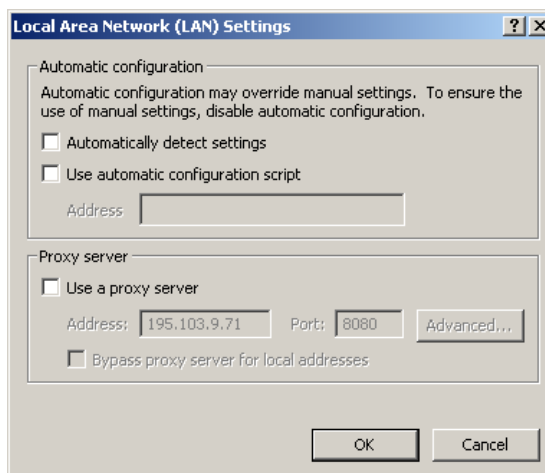 Local Area Network (LAN) Settings
Automatic configuration
Automatic configuration may override manual settings. To ensure the
use of manual settings, disable automatic configuration.
Automatically detect settings
Use automatic configuration script
Address
Proxy server
Use a proxy server
Address: 195.103.9.71 Port: 8080 Advanced...
Bypass proxy server for local addresses
OK Cancel